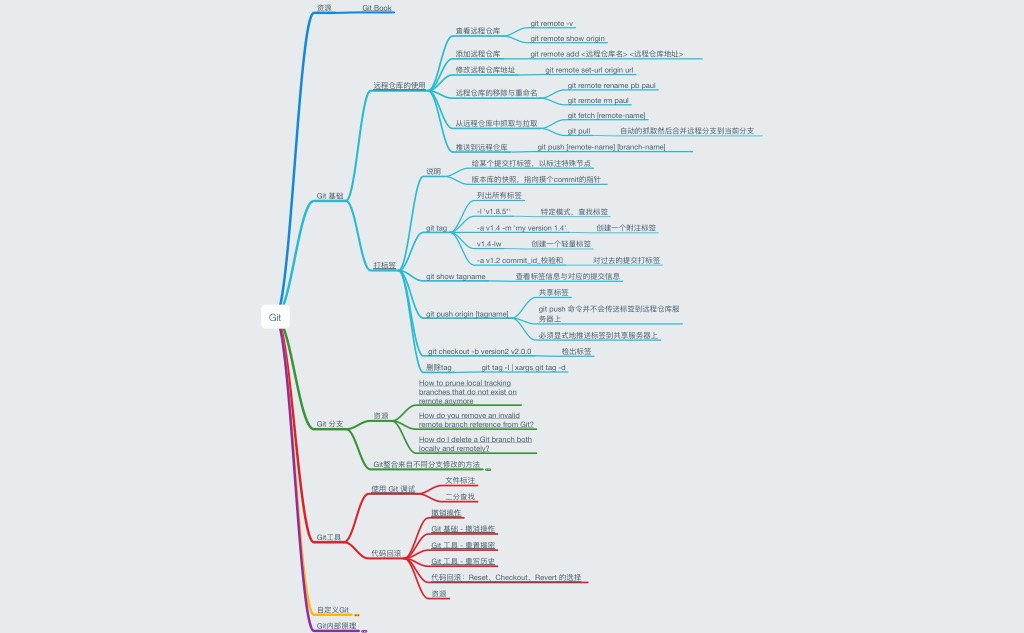 Git
资源
Git Book
Git 基础
远程仓库的使用
查看远程仓库
git remote -v
git remote show origin
添加远程仓库
git remote add <远程仓库名> <远程仓库地址>
修改远程仓库地址
git remote set-url origin url
远程仓库的移除与重命名
git remote rename pb paul
git remote rm paul
从远程仓库中抓取与拉取
git fetch [remote-name]
git pull
自动的抓取然后合并远程分支到当前分支
推送到远程仓库
git push [remote-name] [branch-name]
打标签
说明
给某个提交打标签，以标注特殊节点
版本库的快照，指向摸个commit的指针
git tag
列出所有标签
-l 'v1.8.5*'
特定模式，查找标签
-a v1.4 -m 'my version 1.4'
创建一个附注标签
v1.4-lw
创建一个轻量标签
-a v1.2 commit_id_校验和
对过去的提交打标签
git show tagname
查看标签信息与对应的提交信息
git push origin [tagname]
共享标签
git push 命令并不会传送标签到远程仓库服
务器上
必须显式地推送标签到共享服务器上
git checkout -b version2 v2.0.0
检出标签
删除tag
git tag -l | xargs git tag -d
Git 分支
资源
How to prune local tracking
branches that do not exist on
remote anymore
How do you remove an invalid
remote branch reference from Git?
How do I delete a Git branch both
locally and remotely?
Git整合来自不同分支修改的方法
Git工具
使用 Git 调试
文件标注
二分查找
代码回滚
撤销操作
Git 基础 - 撤消操作
Git 工具 - 重置揭密
Git 工具 - 重写历史
代码回滚：Reset、Checkout、Revert 的选择
资源
自定义Git
Git内部原理